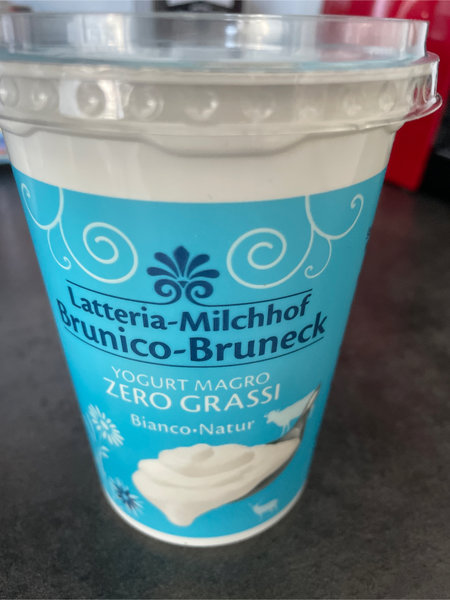 Latteria-Milchhof
Brunico-Bruneck
YOGURT MAGRO
ZERO GRASSI
Bianco·Natur